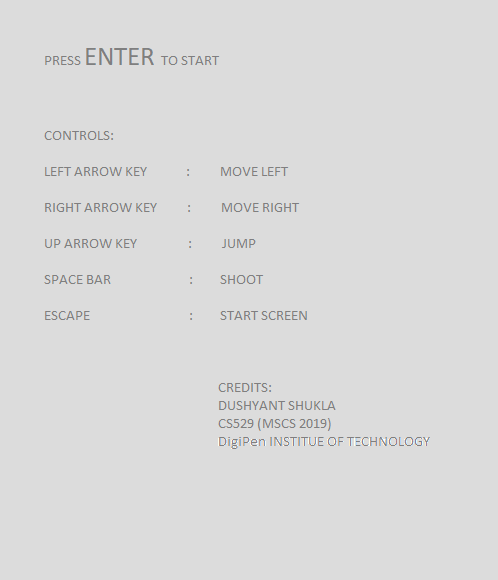 PRESS ENTER TO START
CONTROLS:
LEFT ARROW KEY : MOVE LEFT
RIGHT ARROW KEY : MOVE RIGHT
UP ARROW KEY : JUMP
SPACE BAR : SHOOT
ESCAPE : START SCREEN
CREDITS:
DUSHYANT SHUKLA
CS529 (MSCS 2019)
DigiPen INSTITUE OF TECHNOLOGY